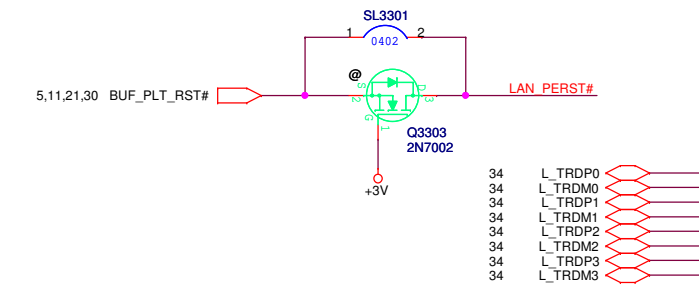 SL3301
1 2
0402
@
S D
5,11,21,30 BUF_PLT_RST#
2 3
LAN_PERST#
G 1
Q3303
2N7002
+3V
34 L_TRDP0
34 L_TRDM0
34 L_TRDP1
34 L_TRDM1
34 L_TRDP2
34 L_TRDM2
34 L_TRDP3
34 L_TRDM3